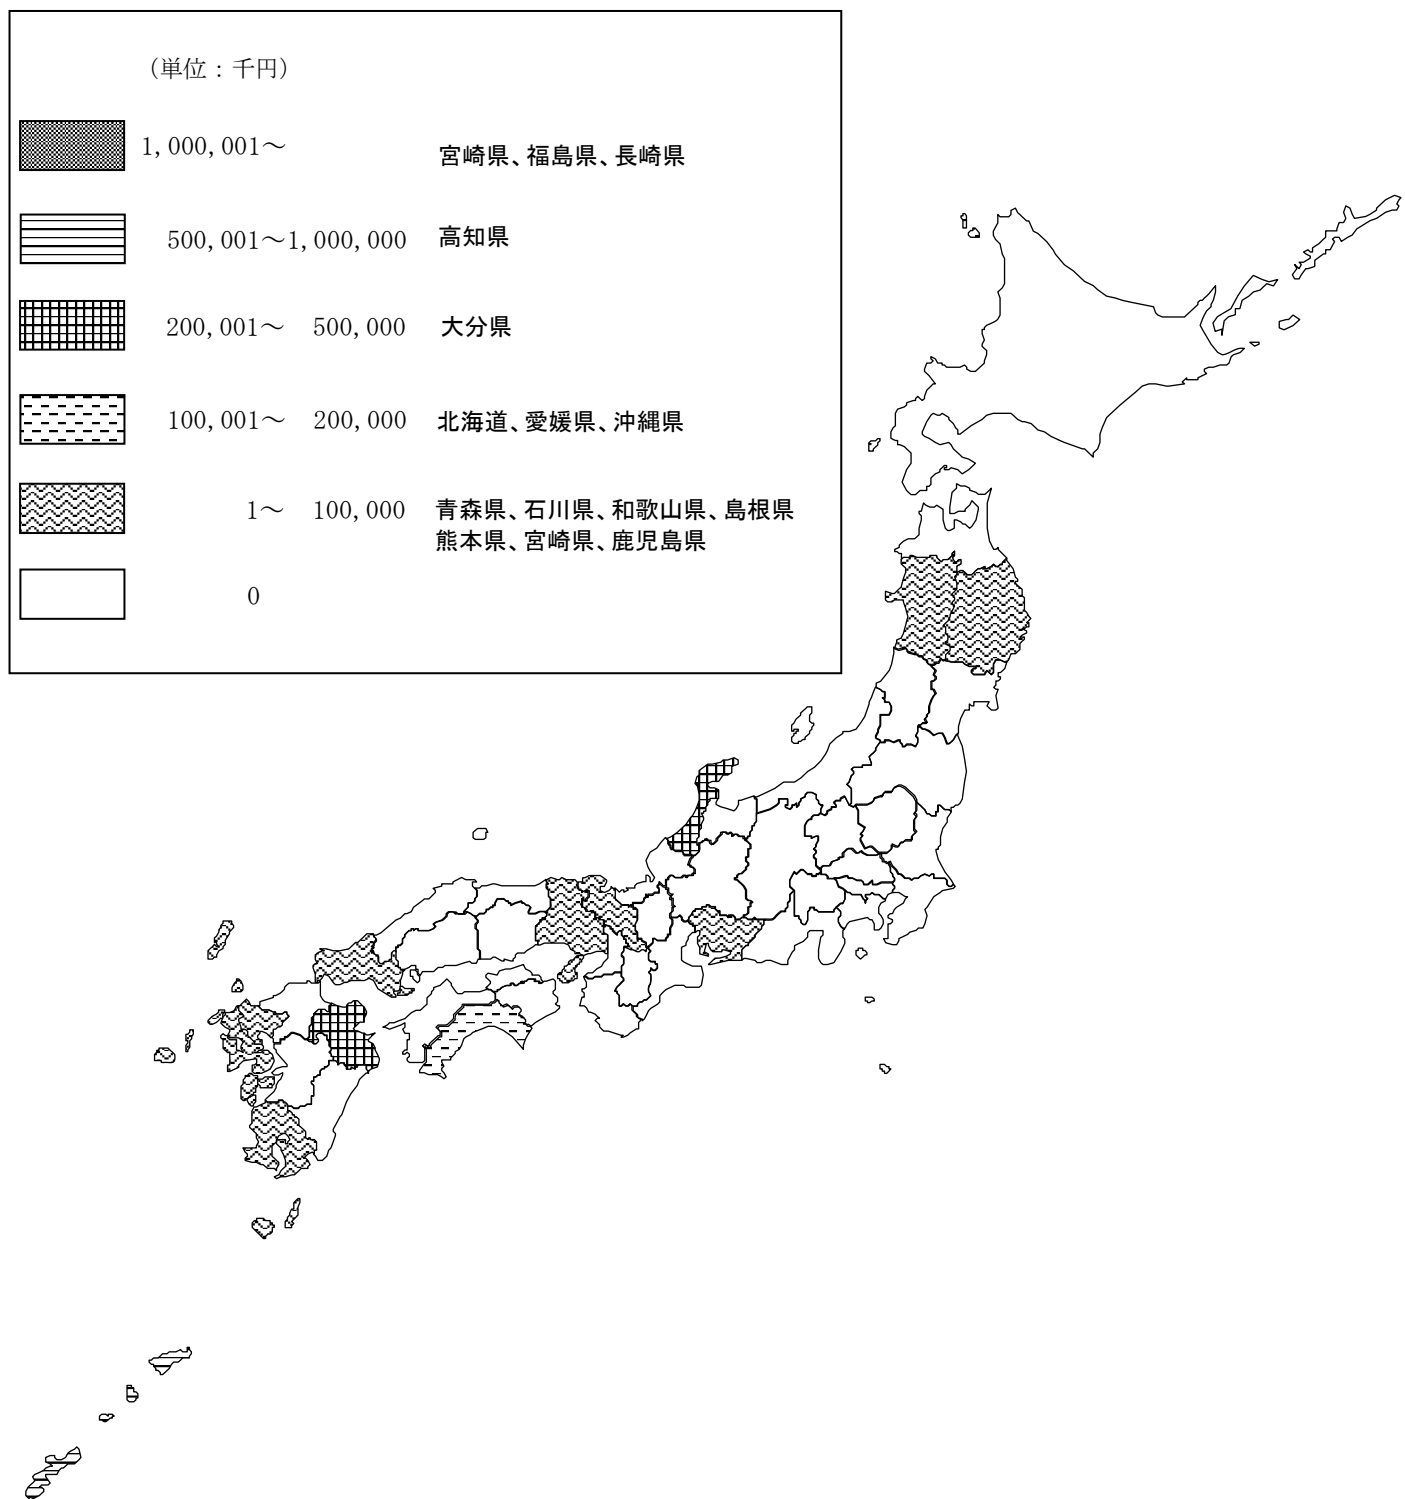 （単位：千円）
1,000,001～ 宮崎県、福島県、長崎県
500,001～1,000,000 高知県
200,001～ 500,000 大分県
100,001～ 200,000 北海道、愛媛県、沖縄県
1～ 100,000 青森県、石川県、和歌山県、島根県
熊本県、宮崎県、鹿児島県
0